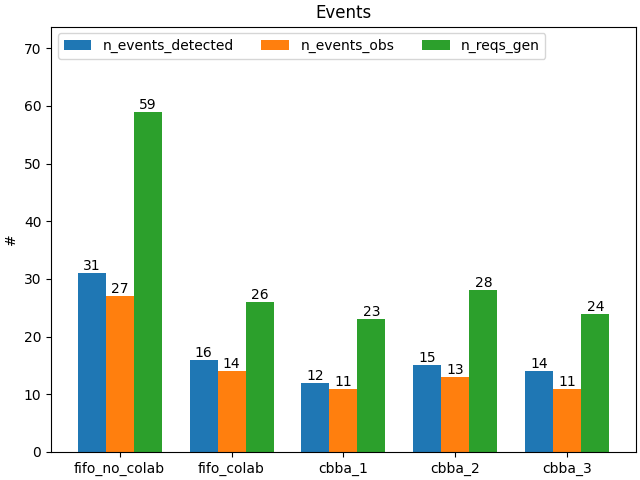 Events
n_events_detected n_events_obs n_reqs_gen
#
70
60
50
40
30
20
10
0
31 27 59
16 14 26
12 11 23
15 13 28
14 11 24
fifo_no_colab fifo_colab cbba_1 cbba_2 cbba_3